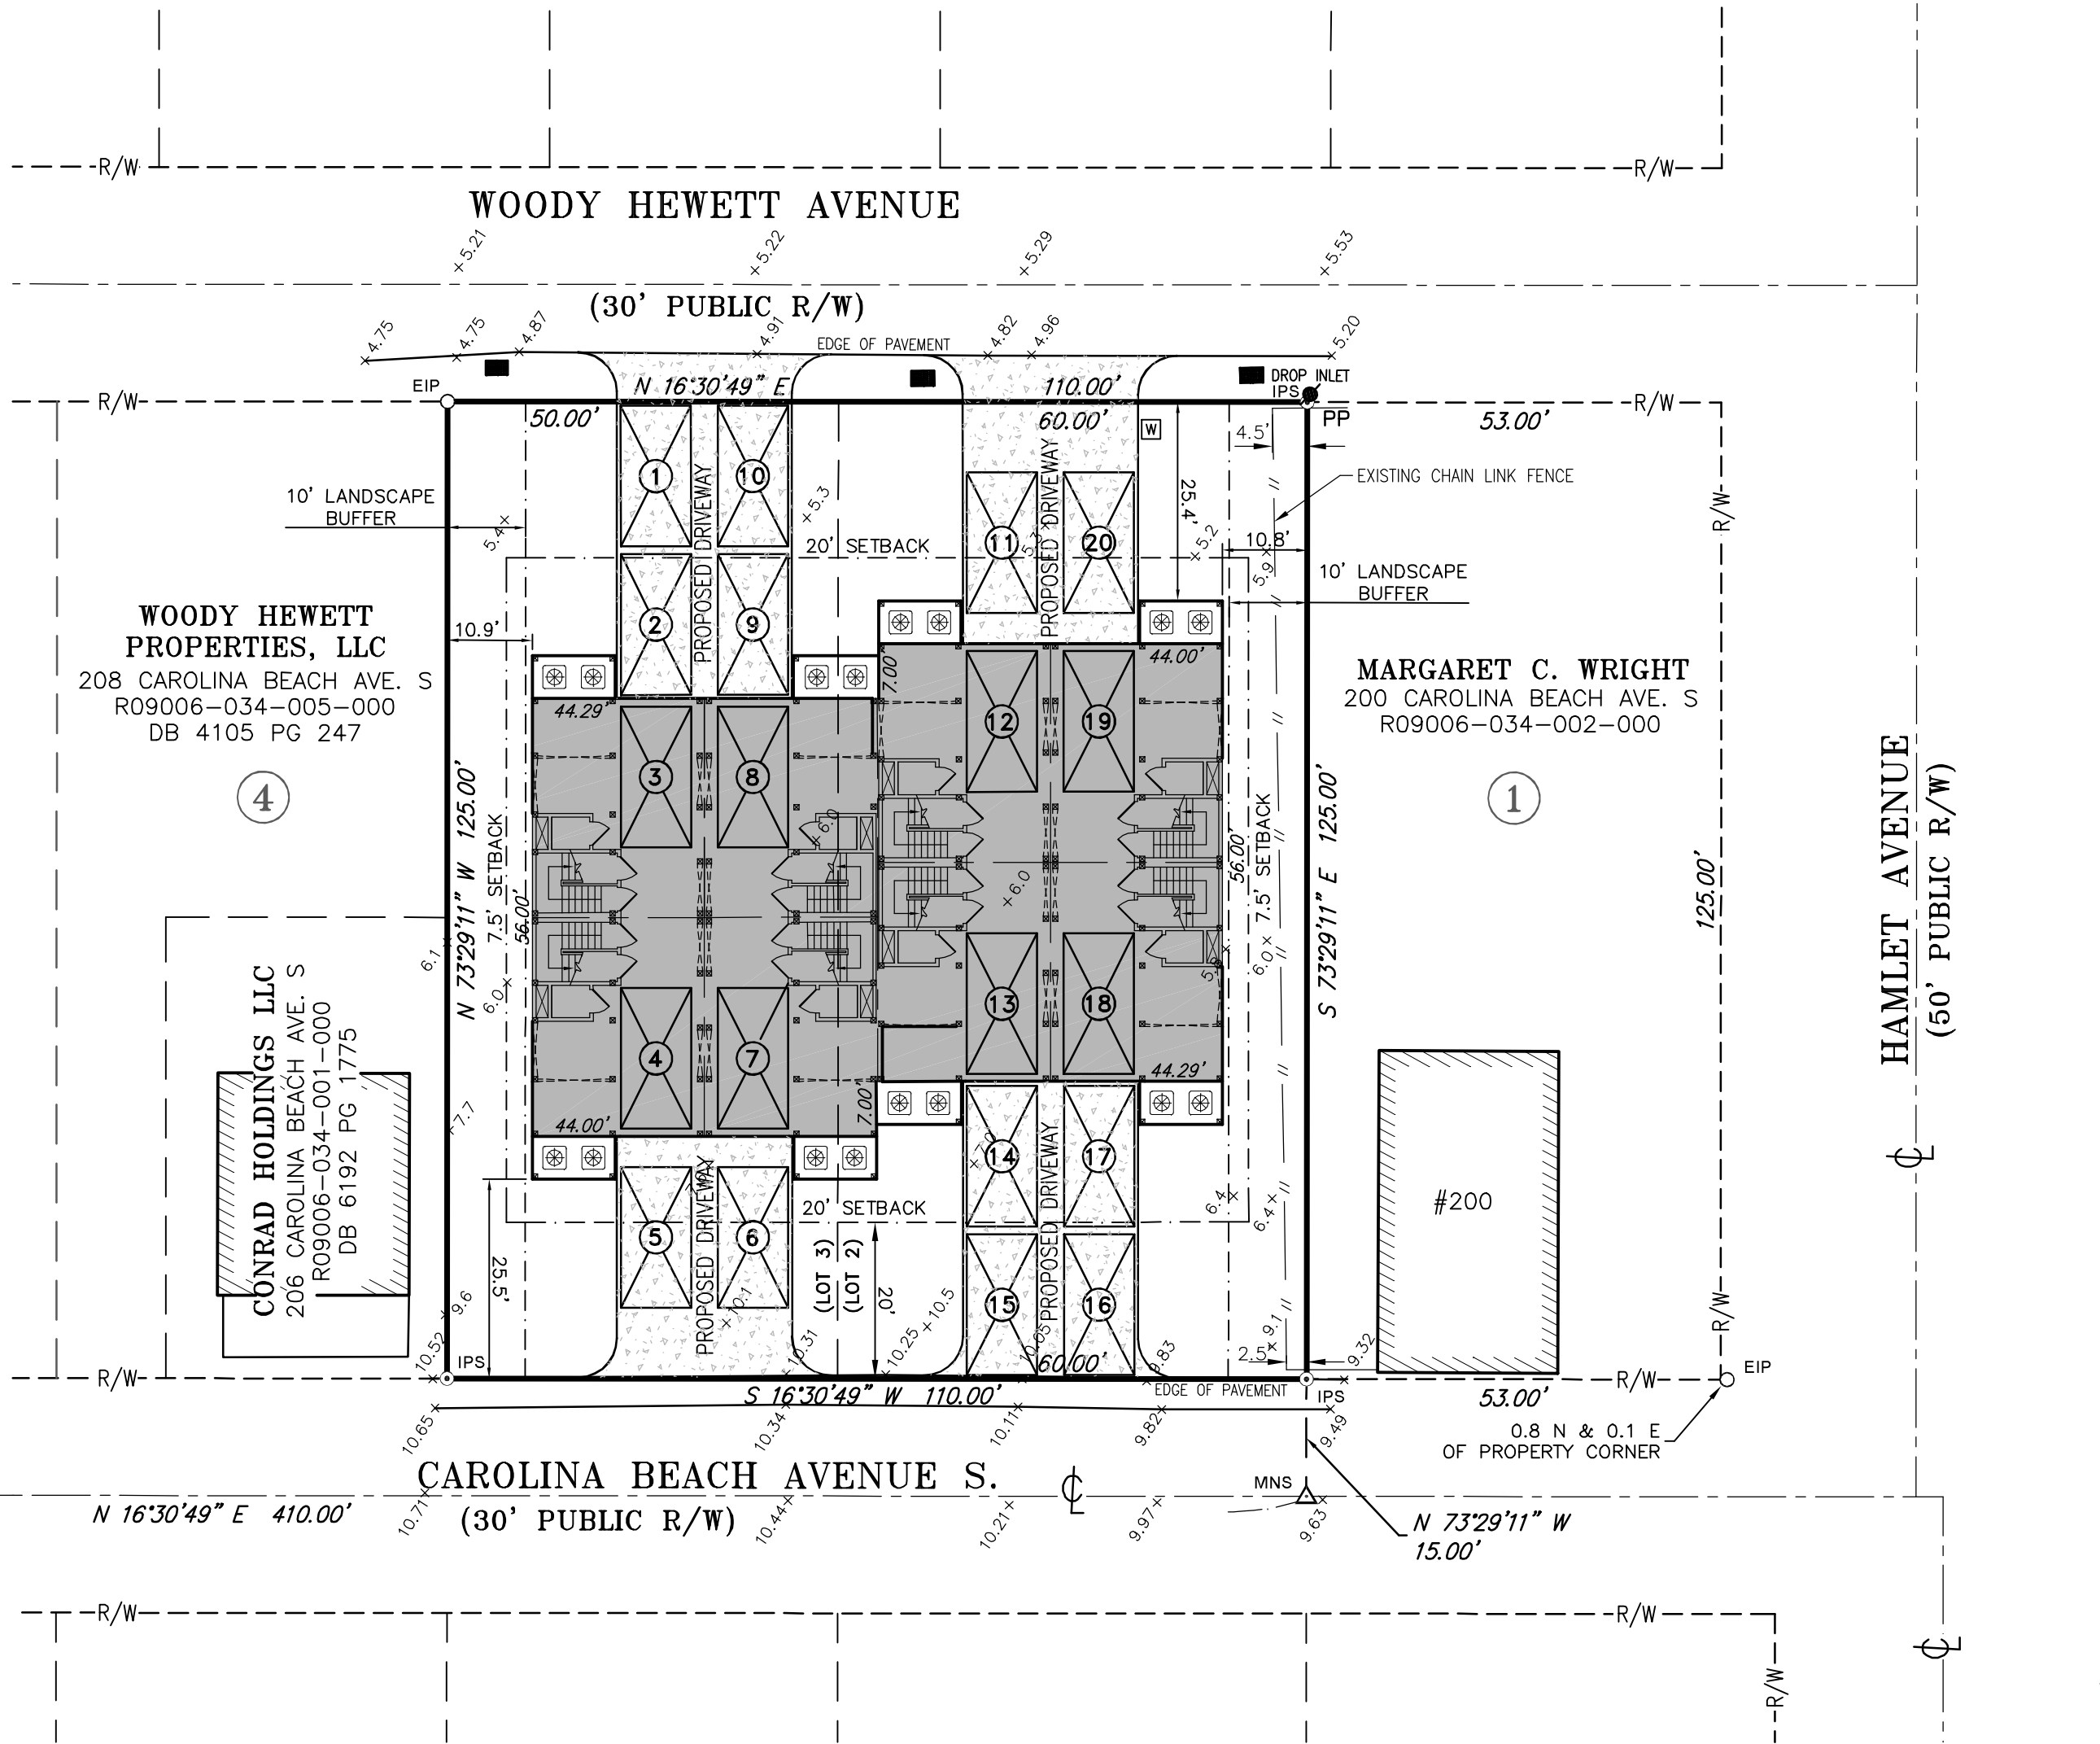 R/W
R/W
WOODY HEWETT AVENUE
5.21
5.22
5.29
5.53
(30' PUBLIC R/W)
4.75
4.75
4.87
4.91
4.82
4.96
5.20
EDGE OF PAVEMENT
EIP
N 16°30'49" E
110.00'
DROP INLET
IPS
R/W
R/W
50.00'
60.00'
W
PP
53.00'
4.5'
1
10
EXISTING CHAIN LINK FENCE
10' LANDSCAPE
BUFFER
PROPOSED DRIVEWAY
PROPOSED DRIVEWAY
5.3
5.4
25.4'
5.2
R/W
20' SETBACK
11
20
10.8'
5.9
10' LANDSCAPE
BUFFER
WOODY HEWETT
PROPERTIES, LLC
208 CAROLINA BEACH AVE. S
R09006-034-005-000
DB 4105 PG 247
4
10.9'
2
9
44.29'
7.00'
44.00'
MARGARET C. WRIGHT
200 CAROLINA BEACH AVE. S
R09006-034-002-000
1
12
19
3
8
N 73°29'11" W 125.00'
7.5' SETBACK
56.00'
6.0
6.0
56.00'
7.5' SETBACK
S 73°29'11" E 125.00'
125.00'
HAMLET AVENUE
(50' PUBLIC R/W)
6.1
6.0
6.0
13
18
4
7
44.29'
44.00'
7.00'
CONRAD HOLDINGS LLC
206 CAROLINA BEACH AVE. S
R09006-034-001-000
DB 6192 PG 1775
7.7
7.0
14
17
PROPOSED DRIVEWAY
PROPOSED DRIVEWAY
20' SETBACK
6.4
6.4
#200
5
6
(LOT 3)
(LOT 2)
20'
25.5'
15
16
9.6
10.1
10.5
10.52
10.31
10.25
10.65
9.83
9.1
9.32
2.5'
R/W
60.00'
IPS
R/W
R/W
EIP
S 16°30'49" W 110.00'
EDGE OF PAVEMENT
IPS
53.00'
10.65
10.34
10.11
9.82
9.49
0.8 N & 0.1 E
OF PROPERTY CORNER
CAROLINA BEACH AVENUE S.
MNS
N 16°30'49" E 410.00'
(30' PUBLIC R/W)
10.71
10.44
10.21
9.97
9.63
N 73°29'11" W
15.00'
R/W
R/W
R/W